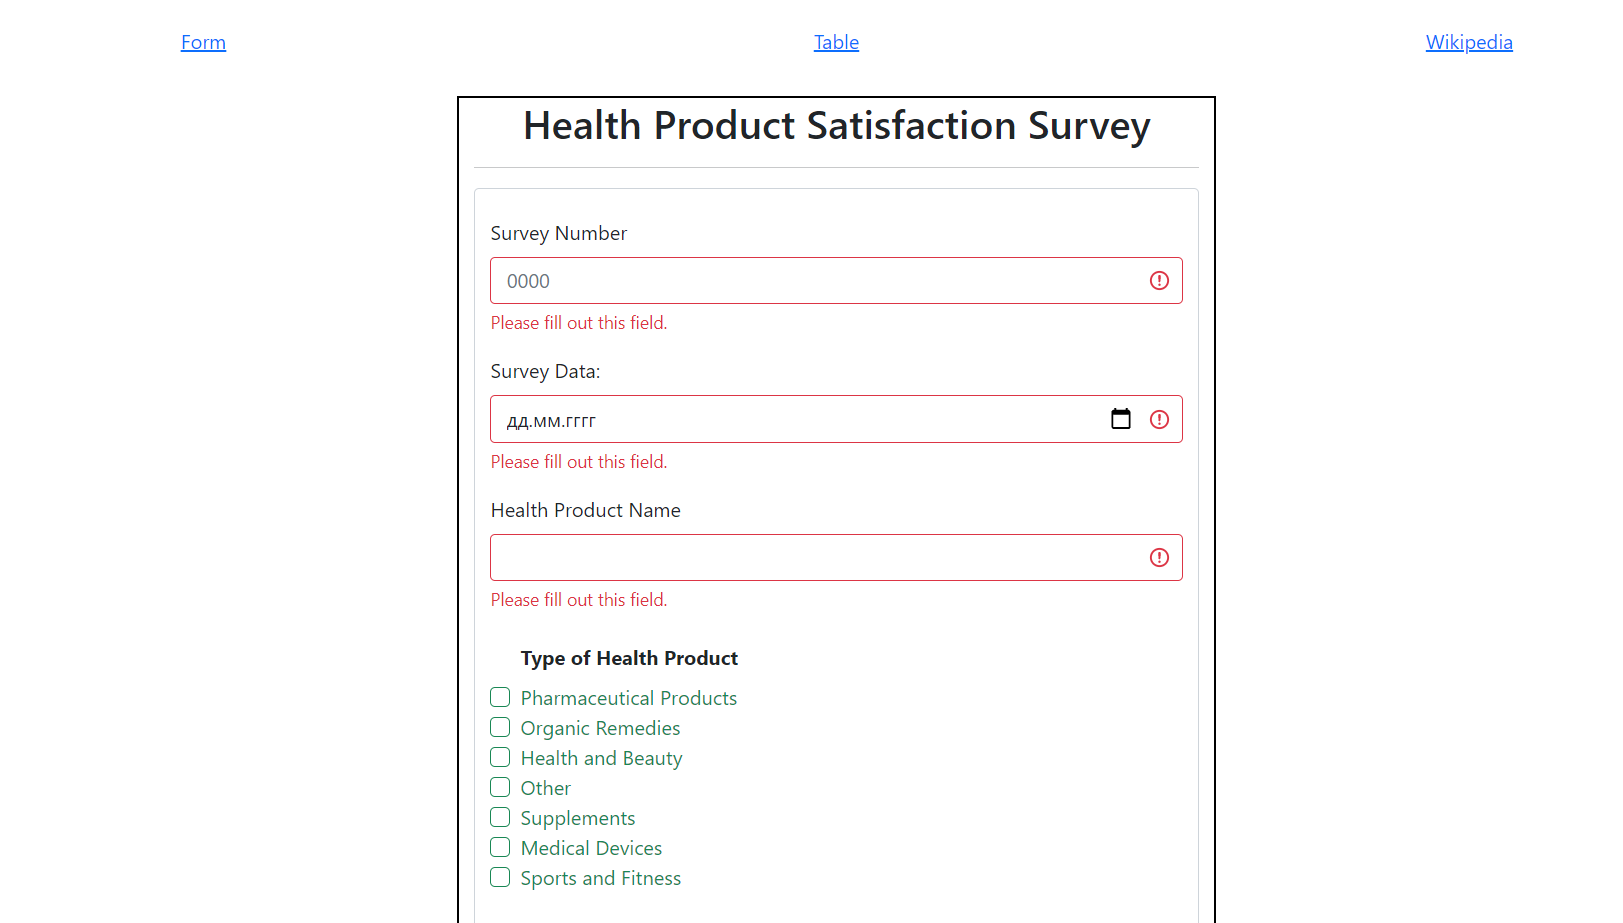 Form Table Wikipedia
Health Product Satisfaction Survey
Survey Number
0000
Please fill out this field.
Survey Data:
дд.мм.гггг
Please fill out this field.
Health Product Name
Please fill out this field.
Type of Health Product
Pharmaceutical Products
Organic Remedies
Health and Beauty
Other
Supplements
Medical Devices
Sports and Fitness